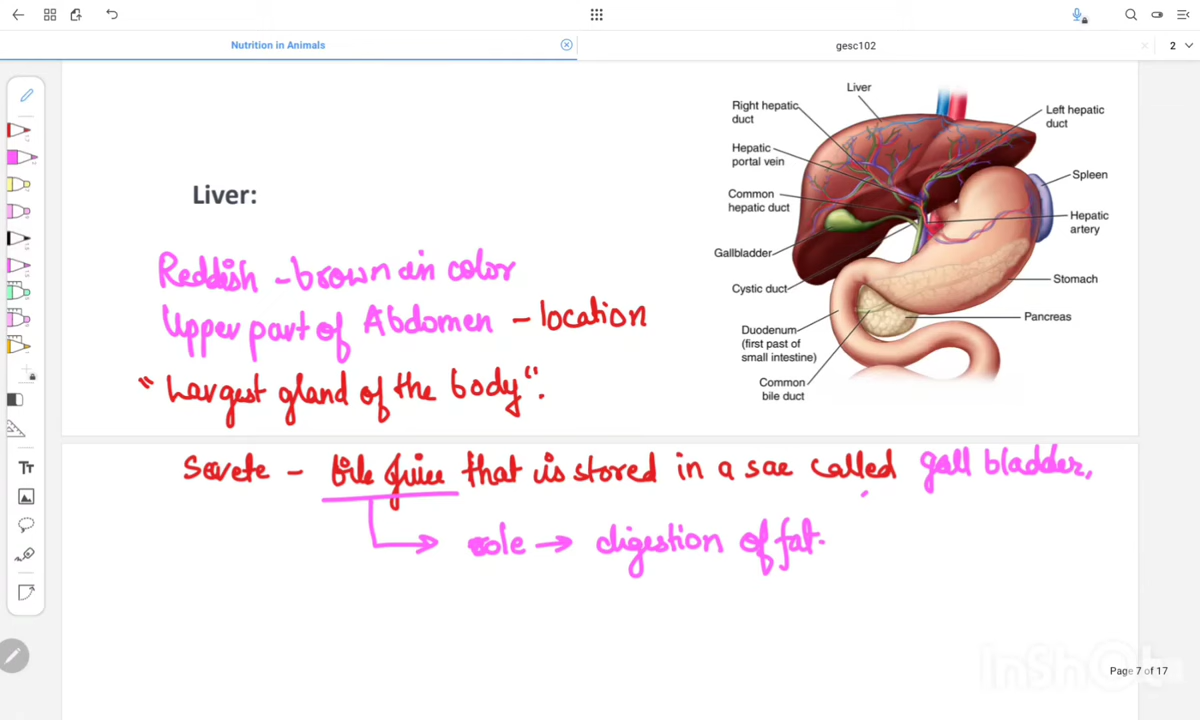 Nutrition in Animals
gesc102
2
Liver
Right hepatic
duct
Left hepatic
duct
Hepatic
portal vein
Spleen
Common
hepatic duct
Hepatic
artery
Gallbladder
Stomach
Cystic duct
Pancreas
Duodenum
(first past of
small intestine)
Common
bile duct
Liver:
Reddish - brown in color
Upper part of Abdomen - location
"Largest gland of the body".
Secrete - bile juice that is stored in a sac called gall bladder,
role → digestion of fat.
Tт
InShOt
Page 7 of 17